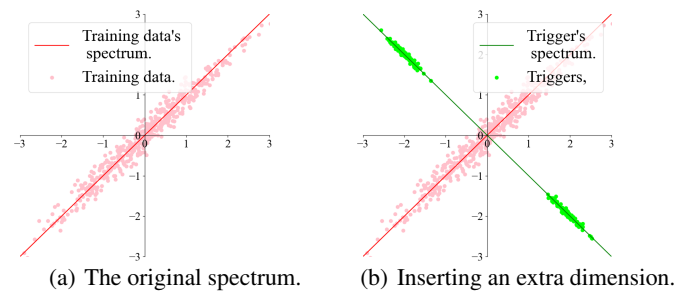 3
Training data's
spectrum.
Training data.
2
1
0
−3 −2 −1 0 1 2 3
−1
−2
−3
(a) The original spectrum.
3
Trigger's
spectrum.
Triggers,
2
1
0
−3 −2 −1 0 1 2 3
−1
−2
−3
(b) Inserting an extra dimension.